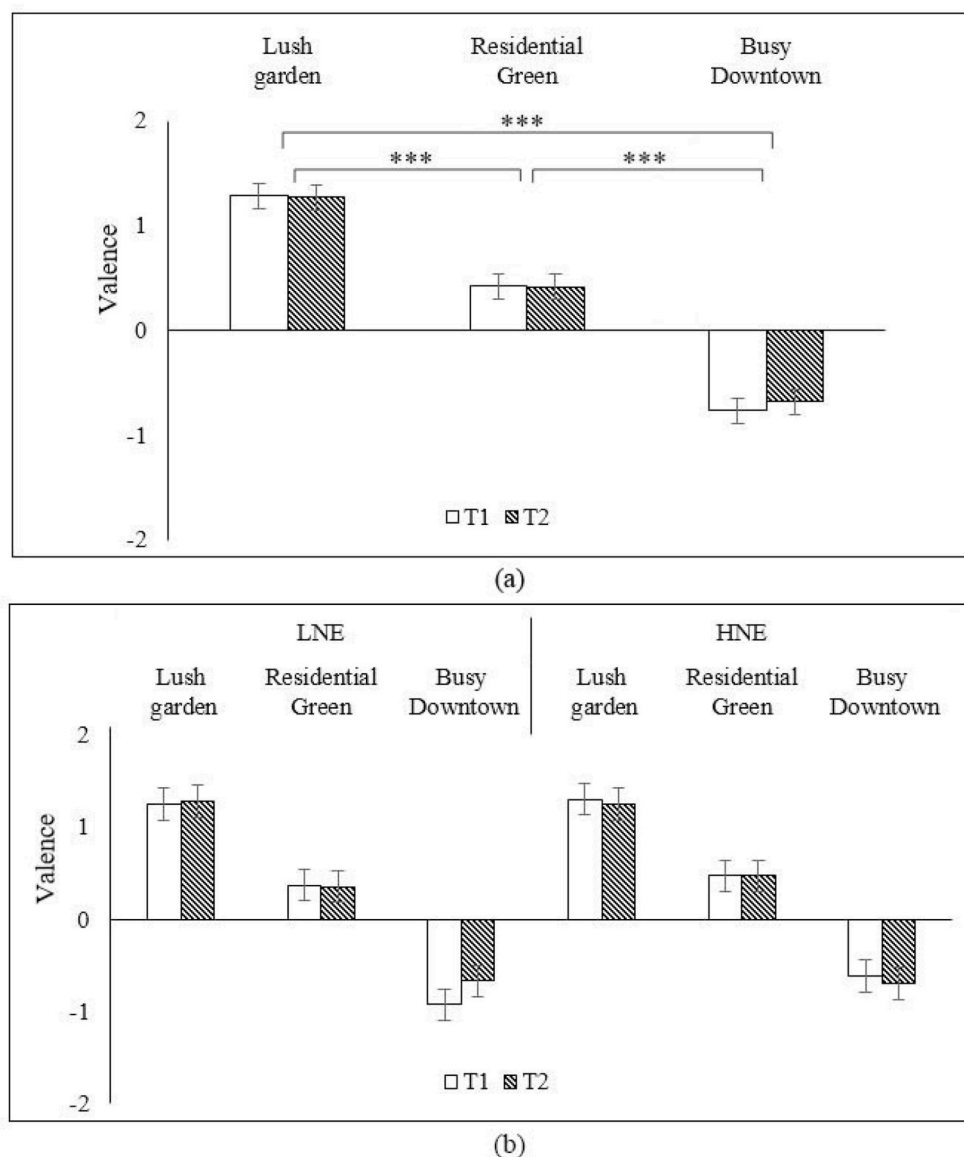 Lush Residential Busy
garden Green Downtown
2
***
*** ***
1
Valence
0
-1
T1 T2
-2
(a)
LNE HNE
Lush Residential Busy Lush Residential Busy
garden Green Downtown garden Green Downtown
2
1
Valence
0
-1
T1 T2
-2
(b)